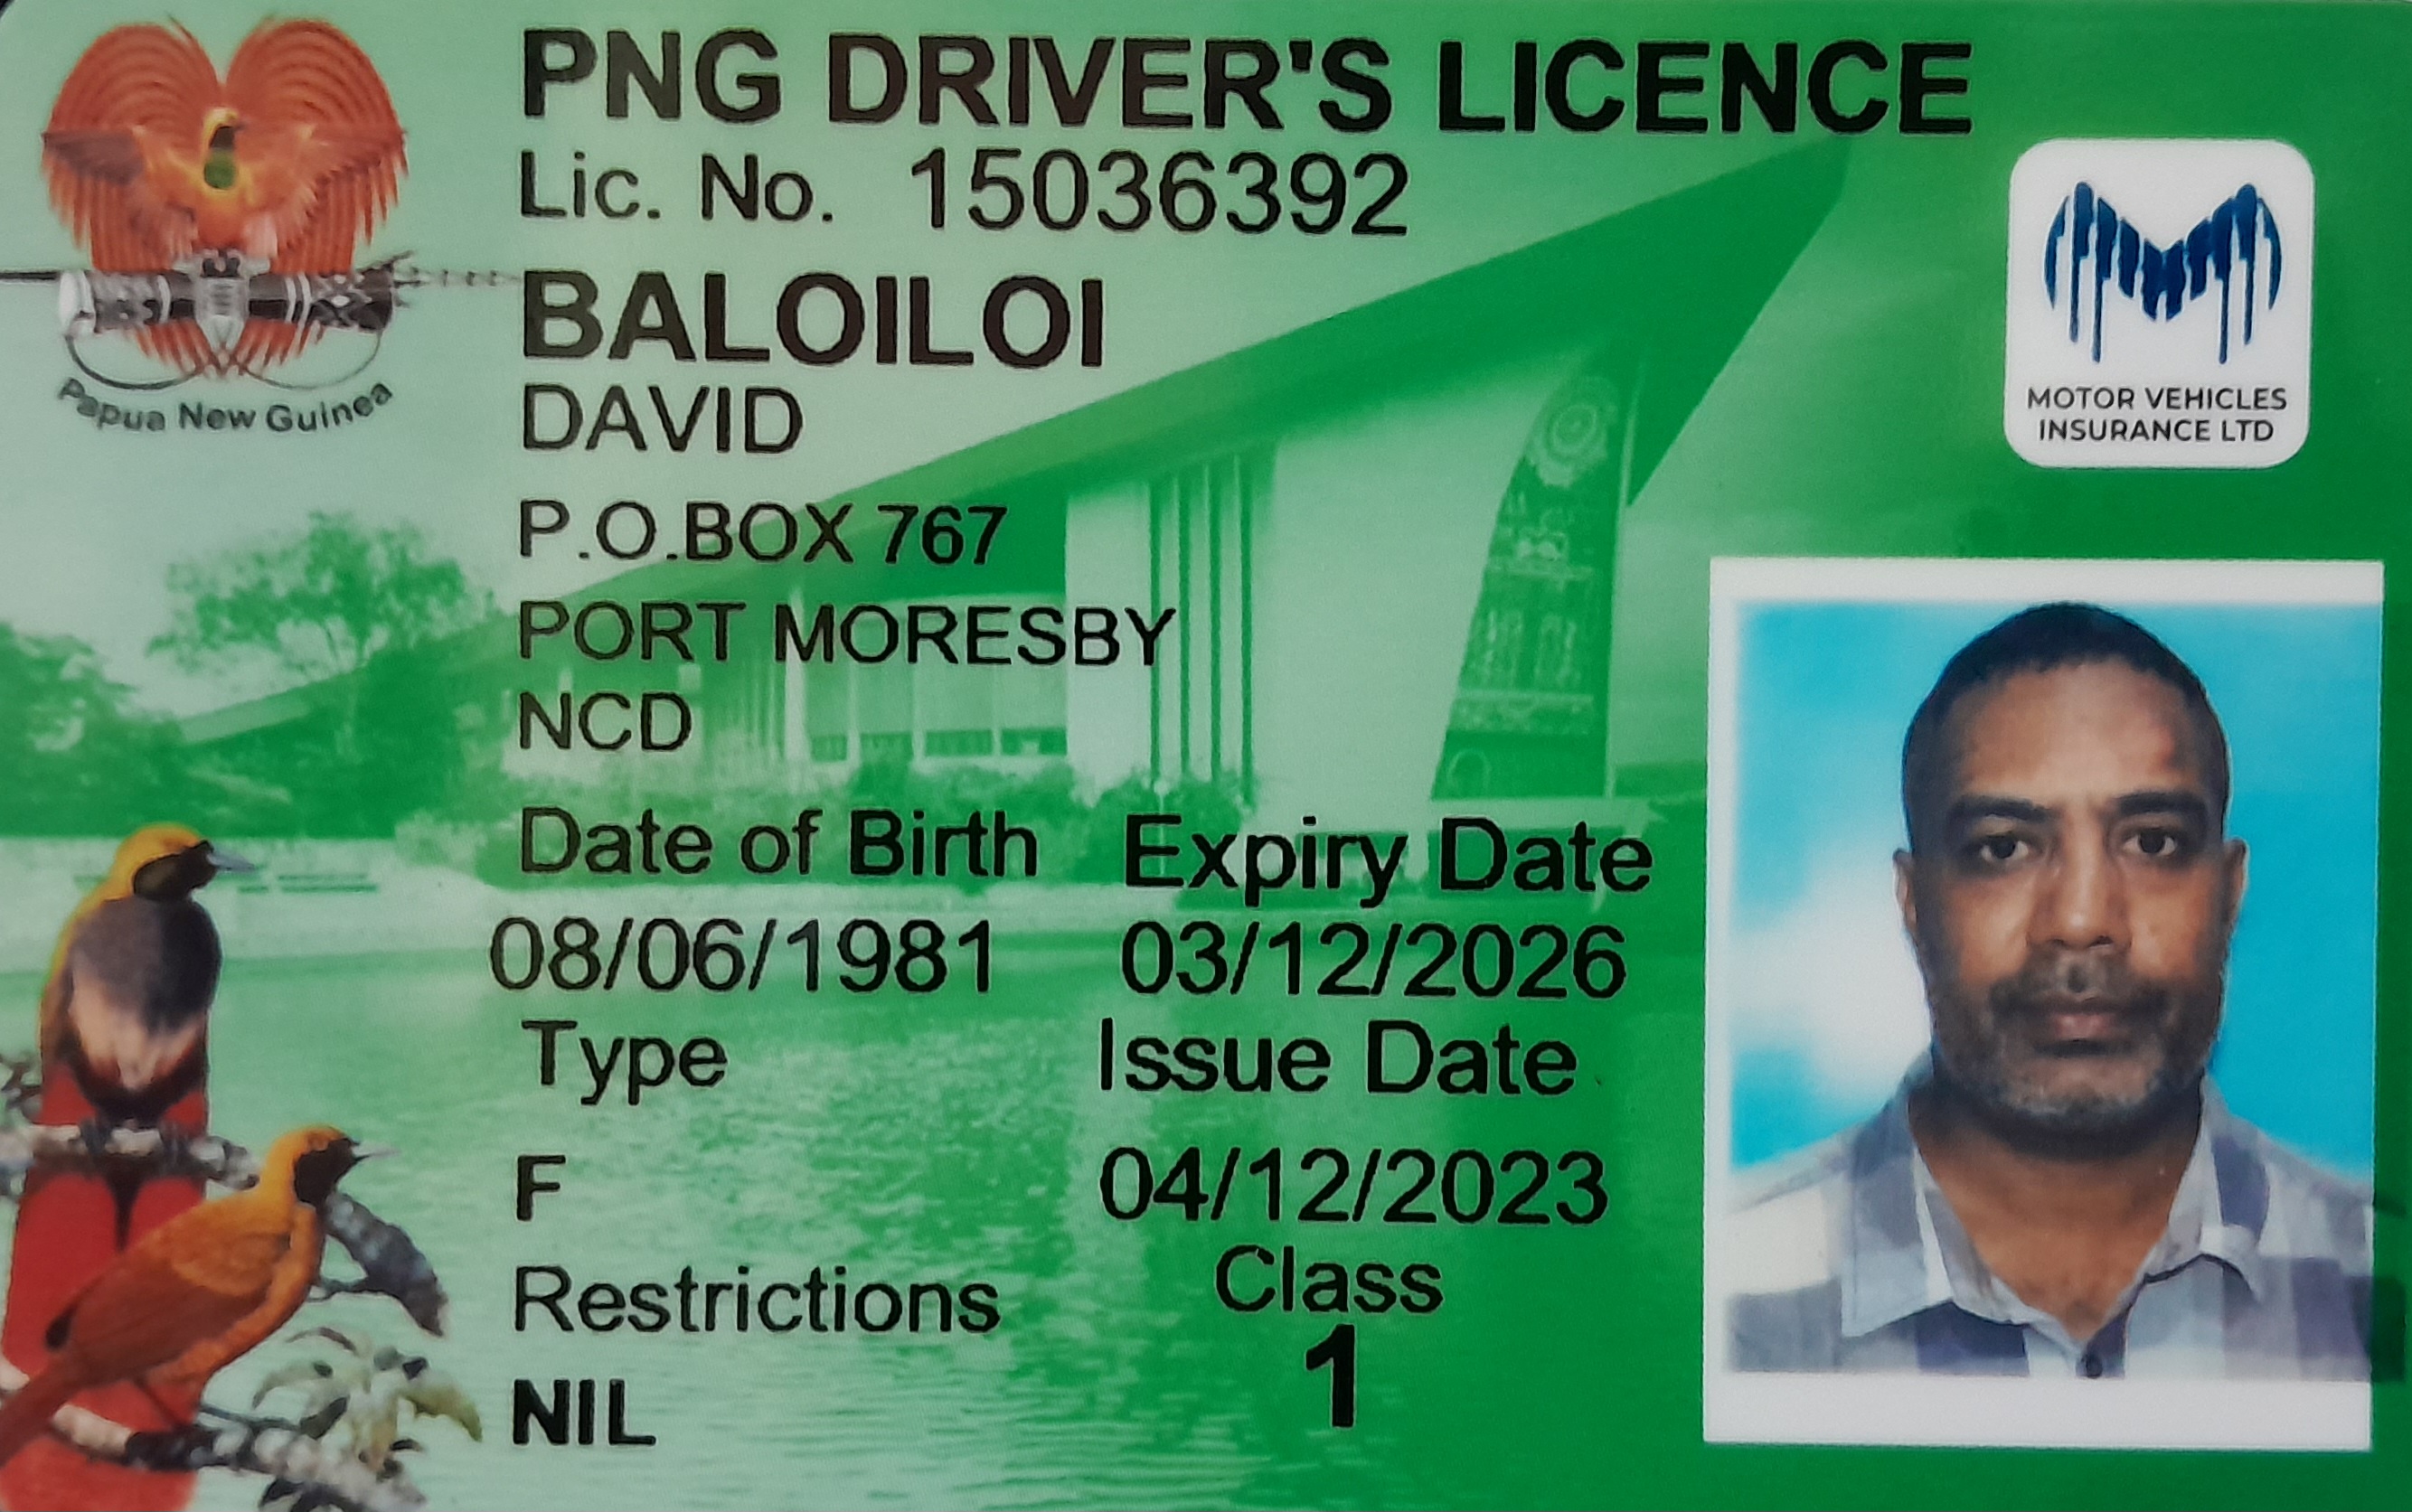 PNG DRIVER'S LICENCE
Lic. No. 15036392
BALOILOI
DAVID
P.O.BOX 767
PORT MORESBY
NCD
Date of Birth Expiry Date
08/06/1981 03/12/2026
Type Issue Date
F 04/12/2023
Restrictions Class
NIL 1
Papua New Guinea
MOTOR VEHICLES
INSURANCE LTD